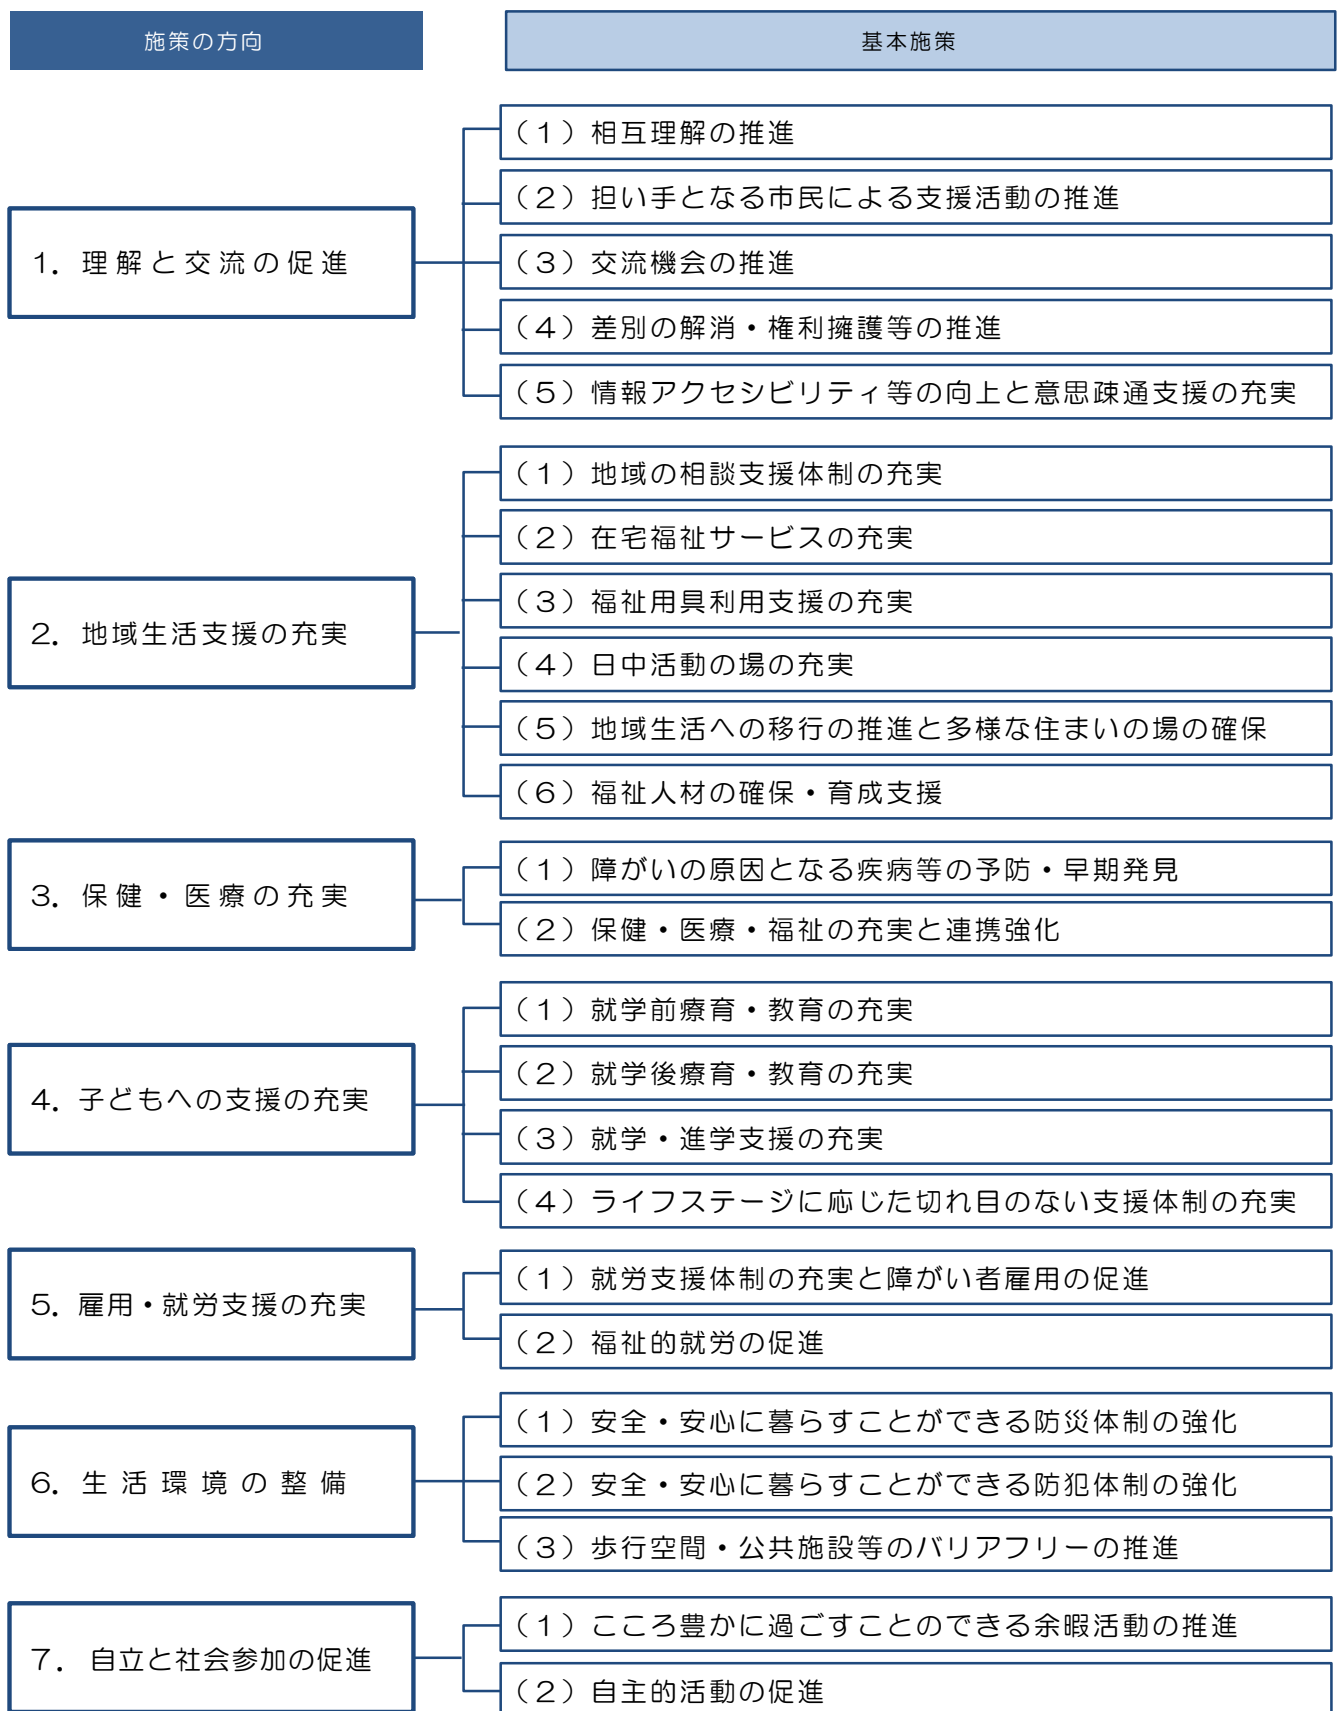 施策の方向
基本施策
1. 理解と交流の促進
(1)相互理解の推進
(2)担い手となる市民による支援活動の推進
(3)交流機会の推進
(4)差別の解消・権利擁護等の推進
(5)情報アクセシビリティ等の向上と意思疎通支援の充実
2. 地域生活支援の充実
(1)地域の相談支援体制の充実
(2)在宅福祉サービスの充実
(3)福祉用具利用支援の充実
(4)日中活動の場の充実
(5)地域生活への移行の推進と多様な住まいの場の確保
(6)福祉人材の確保・育成支援
3. 保健・医療の充実
(1)障がいの原因となる疾病等の予防・早期発見
(2)保健・医療・福祉の充実と連携強化
4. 子どもへの支援の充実
(1)就学前療育・教育の充実
(2)就学後療育・教育の充実
(3)就学・進学支援の充実
(4)ライフステージに応じた切れ目のない支援体制の充実
5. 雇用・就労支援の充実
(1)就労支援体制の充実と障がい者雇用の促進
(2)福祉的就労の促進
6. 生活環境の整備
(1)安全・安心に暮らすことができる防災体制の強化
(2)安全・安心に暮らすことができる防犯体制の強化
(3)歩行空間・公共施設等のバリアフリーの推進
7. 自立と社会参加の促進
(1)こころ豊かに過ごすことのできる余暇活動の推進
(2)自主的活動の促進